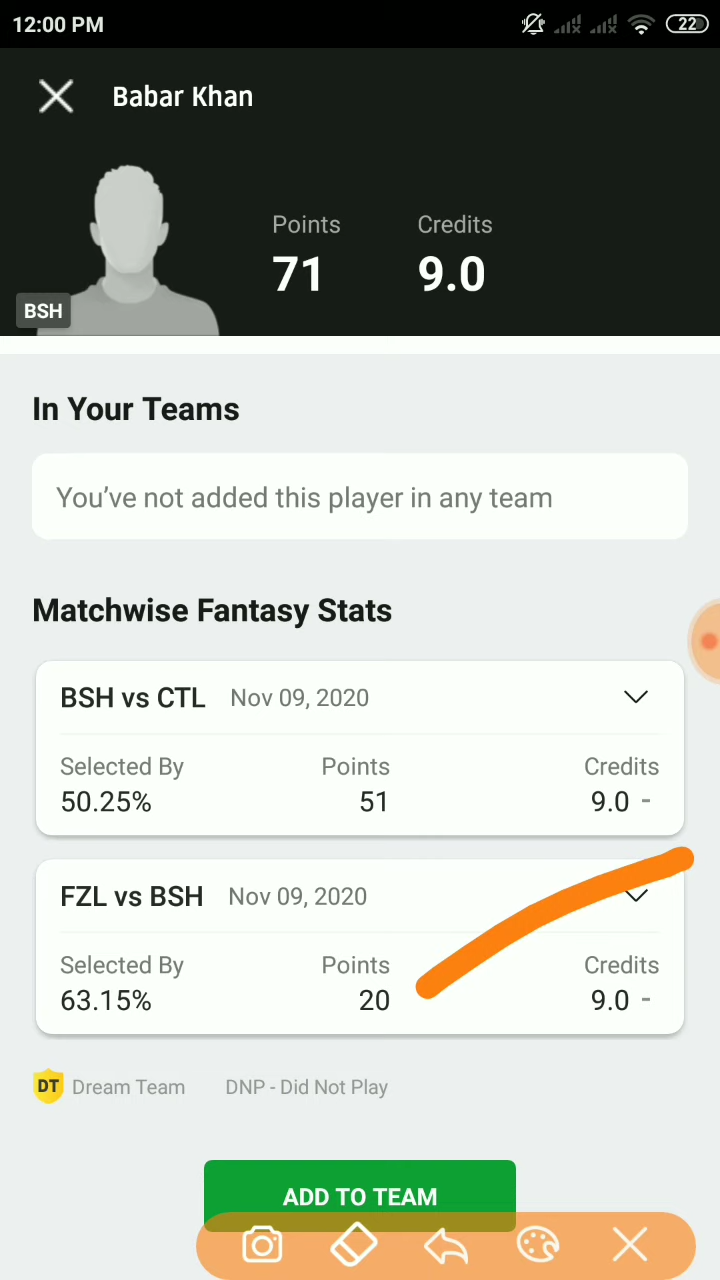 12:00 PM 22
Babar Khan
Points Credits
71 9.0
BSH
In Your Teams
You've not added this player in any team
Matchwise Fantasy Stats
BSH vs CTL Nov 09, 2020
Selected By Points Credits
50.25% 51 9.0 -
FZL vs BSH Nov 09, 2020
Selected By Points Credits
63.15% 20 9.0 -
DT Dream Team DNP - Did Not Play
ADD TO TEAM